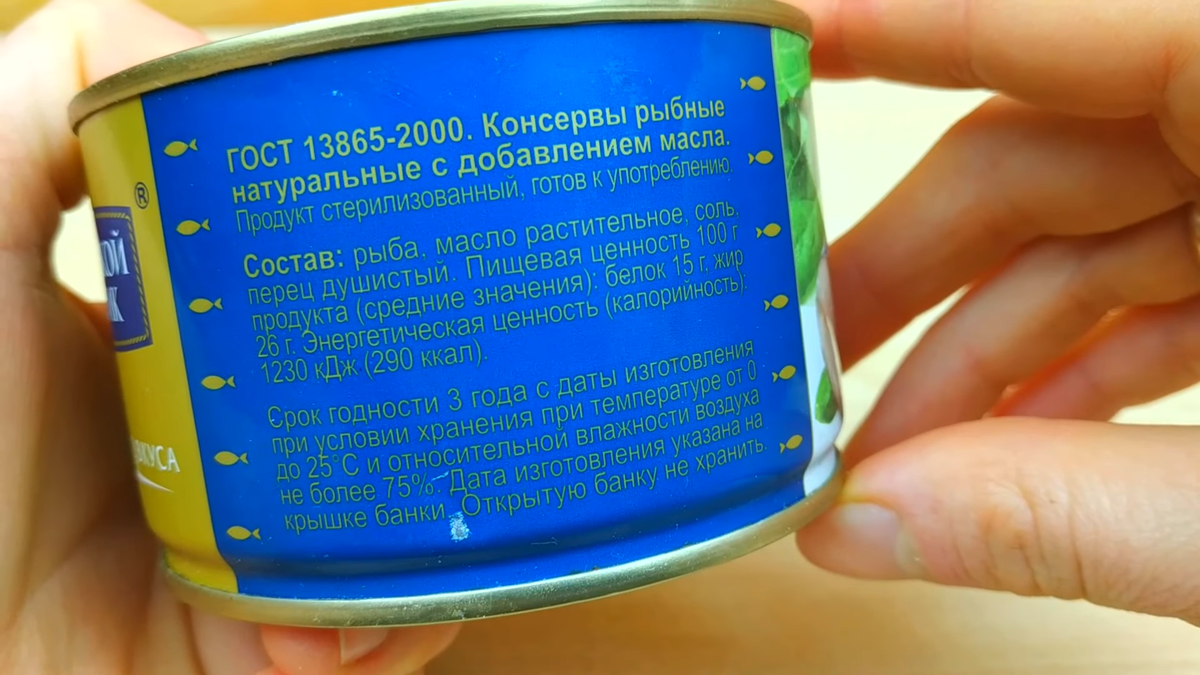 ®
ОЙ
К
ВКУСА
ГОСТ 13865-2000. Консервы рыбные
натуральные с добавлением масла.
Продукт стерилизованный, готов к употреблению.
Состав: рыба, масло растительное, соль.
перец душистый. Пищевая ценность 100 г
продукта (средние значения): белок 15 г, жир
26 г. Энергетическая ценность (калорийность):
1230 кДж (290 ккал).
Срок годности 3 года с даты изготовления
при условии хранения при температуре от 0
до 25°С и относительной влажности воздуха
не более 75%. Дата изготовления указана на
крышке банки. Открытую банку не хранить.